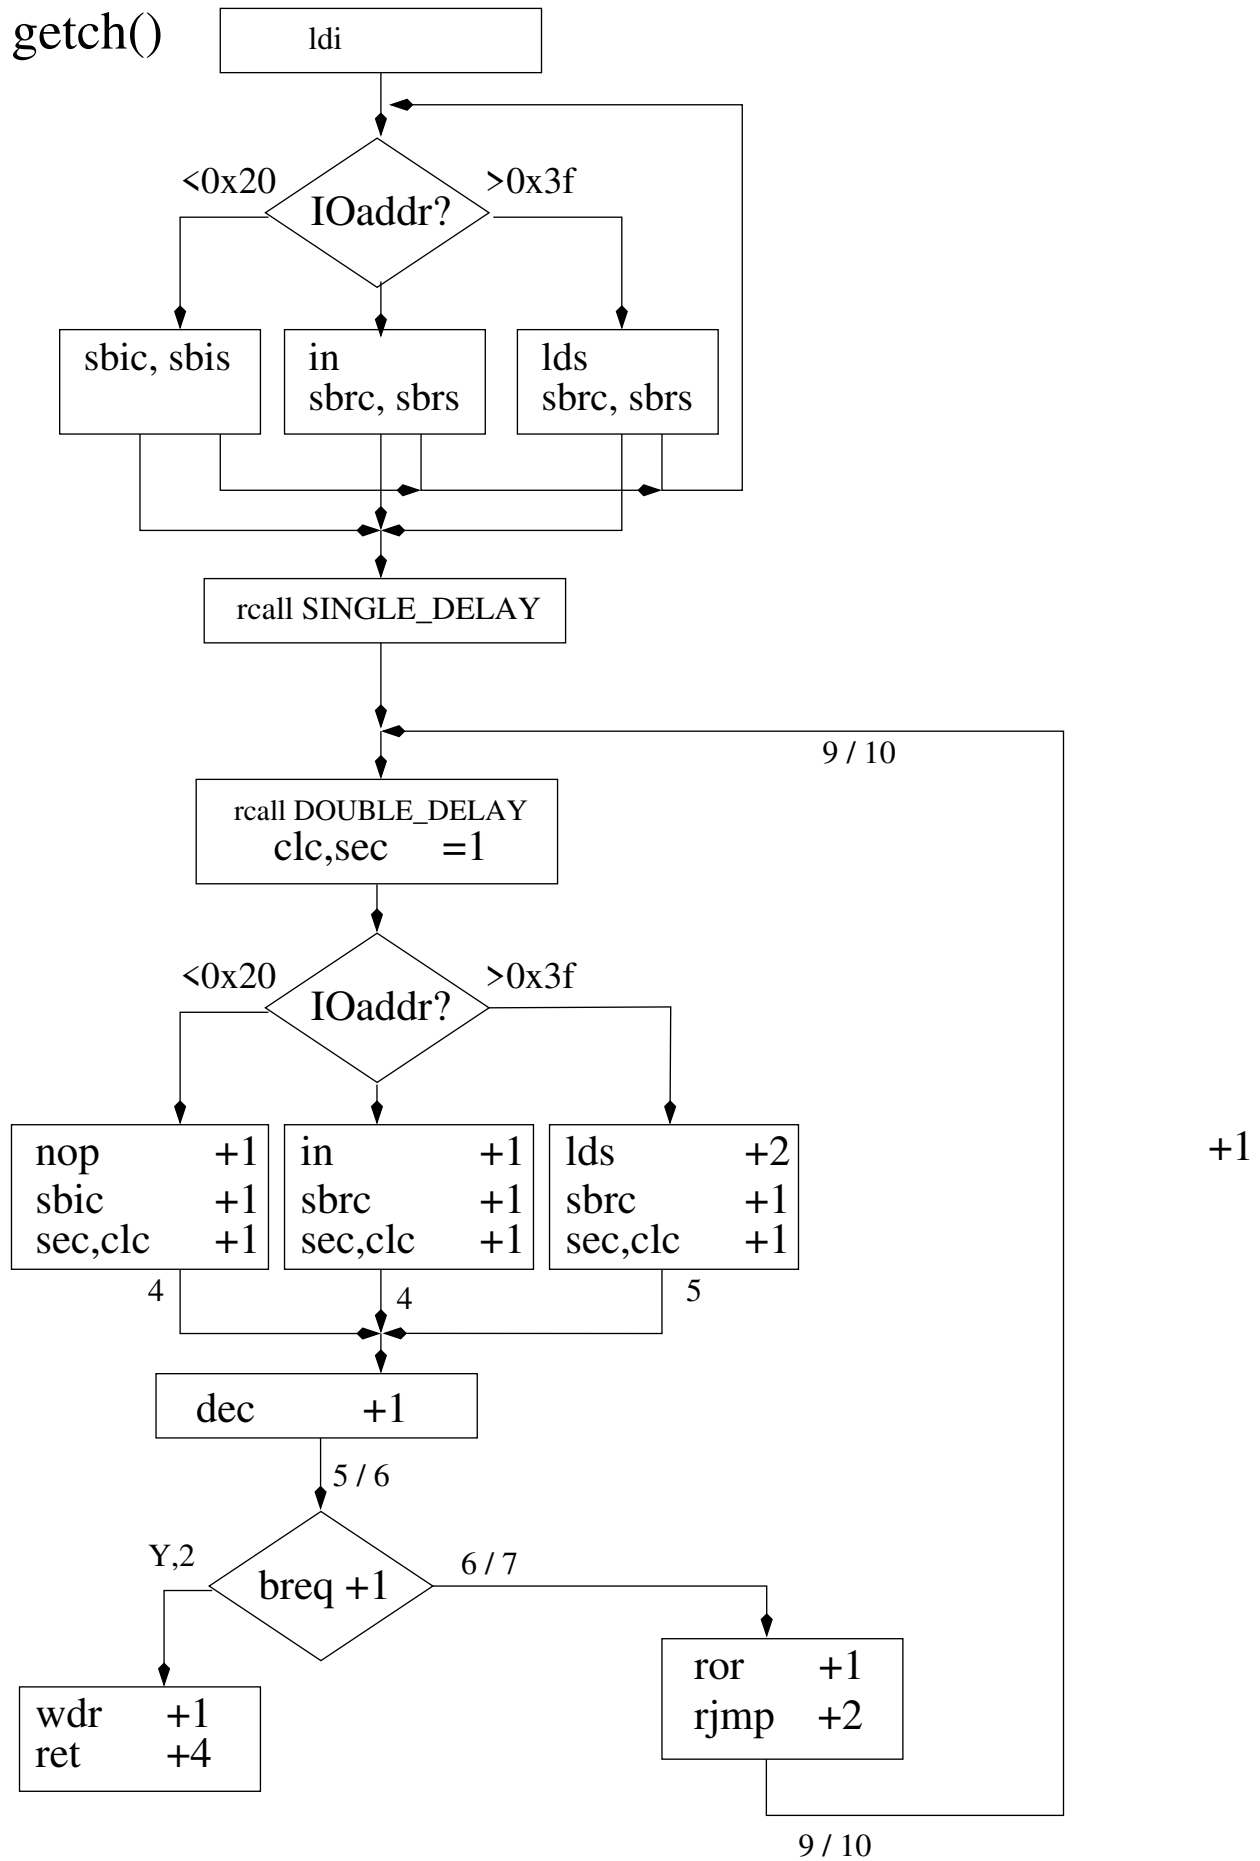 getch()
ldi
<0x20
>0x3f
IOaddr?
sbic, sbis
in
sbrc, sbrs
lds
sbrc, sbrs
rcall SINGLE_DELAY
9 / 10
rcall DOUBLE_DELAY
clc,sec =1
<0x20
>0x3f
IOaddr?
nop +1
sbic +1
sec,clc +1
in +1
sbrc +1
sec,clc +1
lds +2
sbrc +1
sec,clc +1
+1
4
4
5
dec +1
5 / 6
Y,2
6 / 7
breq +1
ror +1
rjmp +2
wdr +1
ret +4
9 / 10